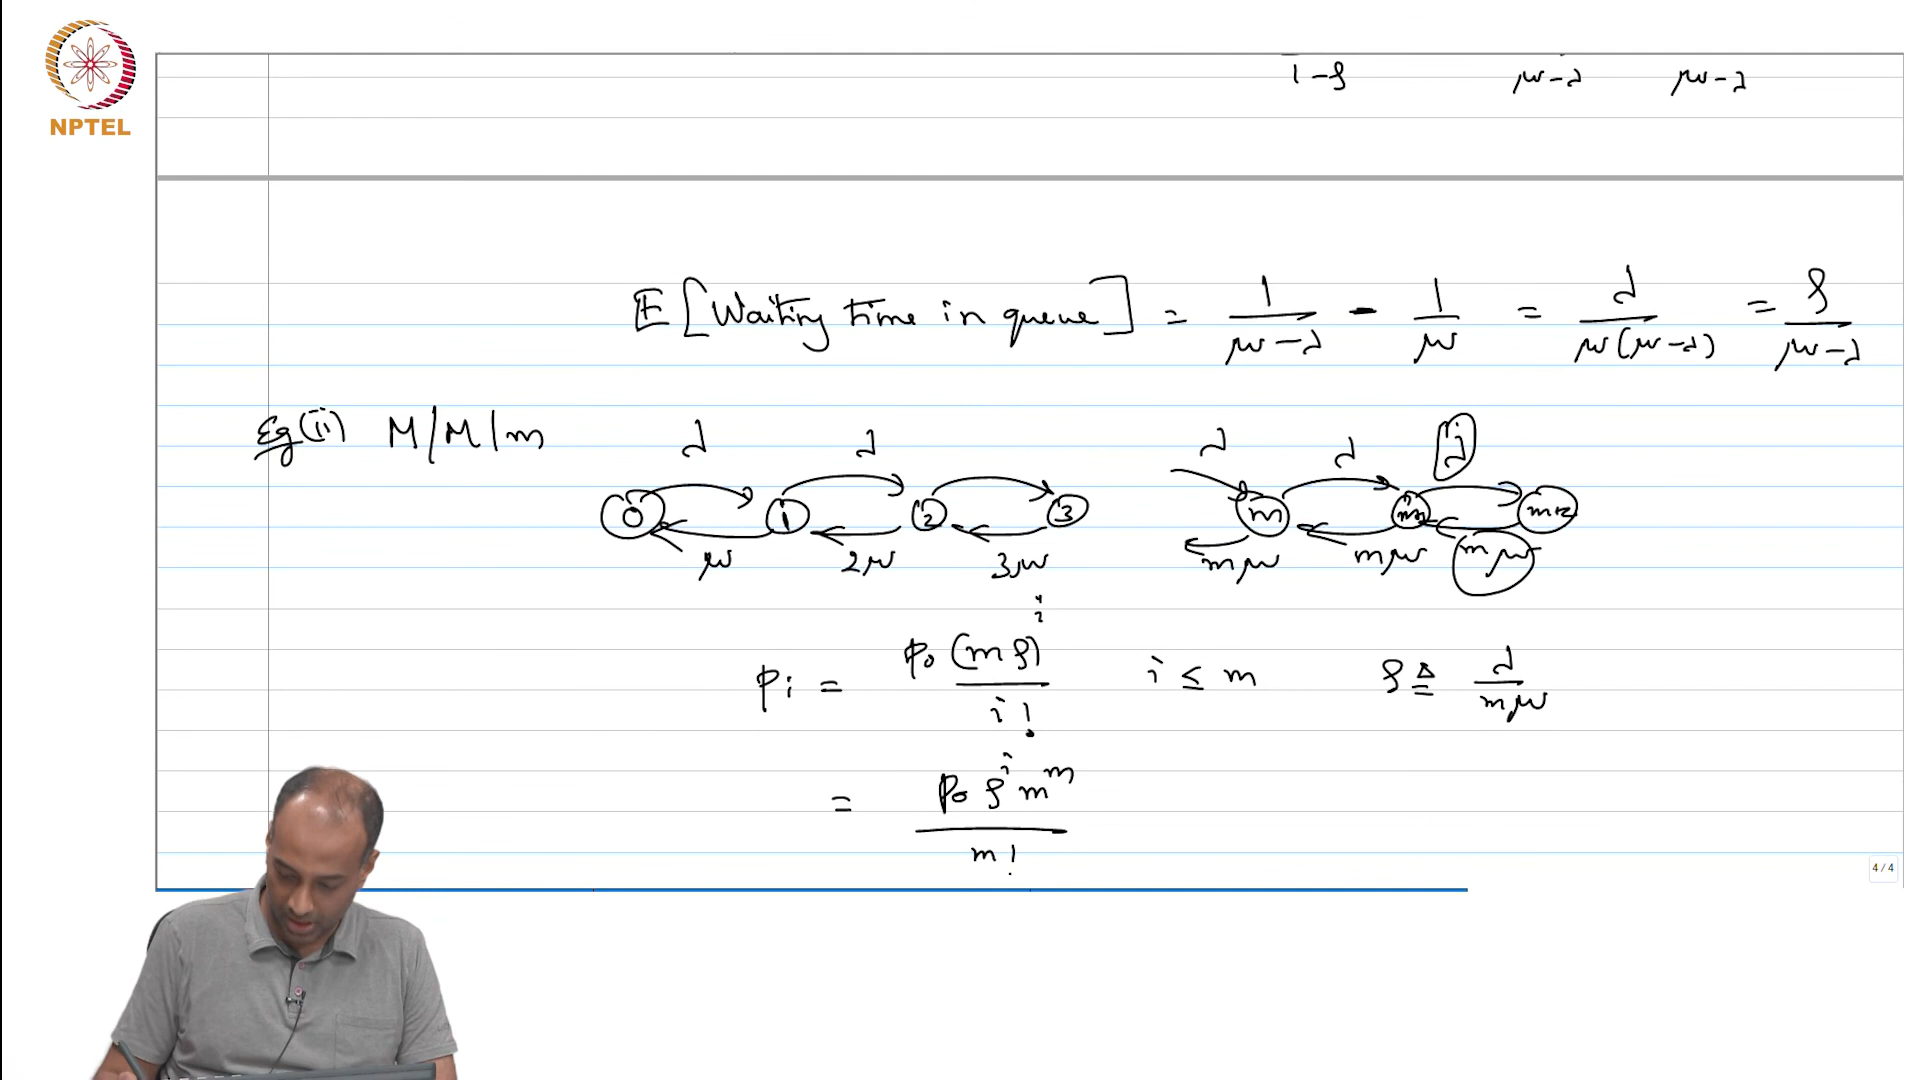 1-ρ μ-λ μ-λ
NPTEL
E[Waiting time in queue] = 1/(μ-λ) - 1/μ = λ/(μ(μ-λ)) = ρ/(μ-λ)
Eg(ii) M/M/m
λ λ λ λ λ
0 1 2 3 m m+1 m+2
μ 2μ 3μ mμ mμ mμ
p_i = p_0 (mρ)^i / i! i ≤ m ρ ≜ λ/(mμ)
= p_0 ρ^i m^m / m!
4 / 4